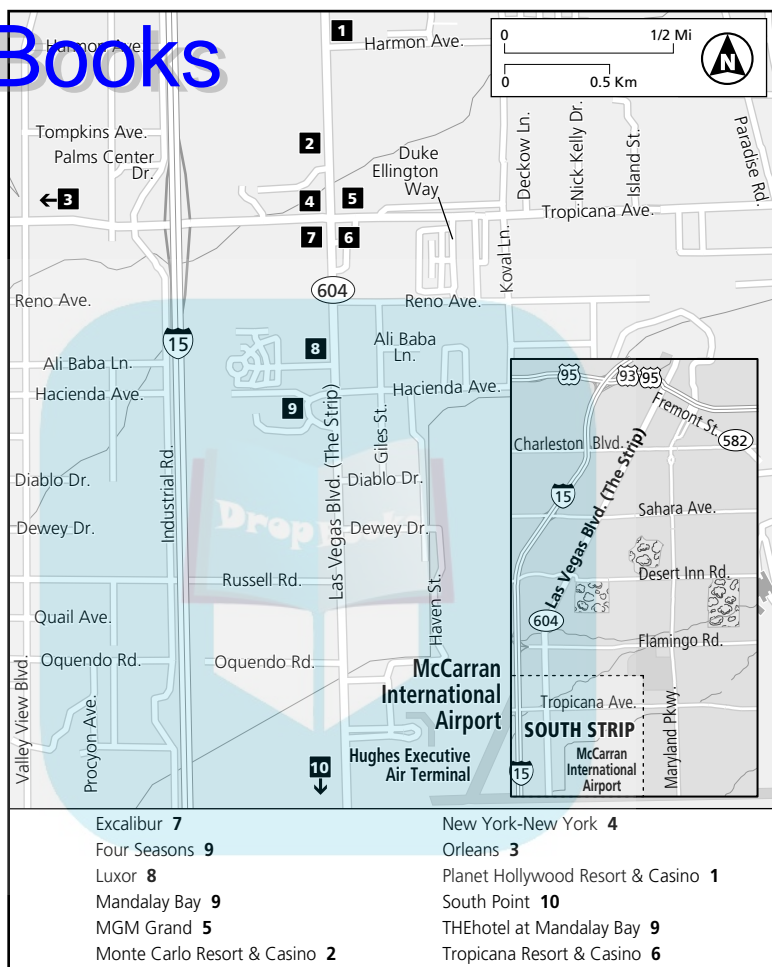 Books
Harmon Ave.
1
Harmon Ave.
0 1/2 Mi
0 0.5 Km
N
Tompkins Ave.
Palms Center
Dr.
2
Duke
Ellington
Way
Deckow Ln.
Nick Kelly Dr.
Island St.
Paradise Rd.
3
4
5
Tropicana Ave.
7
6
Koval Ln.
604
Reno Ave.
Reno Ave.
15
8
Ali Baba
Ln.
Ali Baba Ln.
Hacienda Ave.
Hacienda Ave.
9
Las Vegas Blvd. (The Strip)
Giles St.
Industrial Rd.
Diablo Dr.
Diablo Dr.
Dewey Dr.
Dewey Dr.
Drop
Russell Rd.
Haven St.
Quail Ave.
Oquendo Rd.
Oquendo Rd.
Valley View Blvd.
Procyon Ave.
McCarran
International
Airport
10
Hughes Executive
Air Terminal
95
93
95
Fremont St.
582
Charleston Blvd.
Las Vegas Blvd. (The Strip)
15
Sahara Ave.
Desert Inn Rd.
604
Flamingo Rd.
Tropicana Ave.
SOUTH STRIP
Maryland Pkwy.
McCarran
International
Airport
15
Excalibur 7
Four Seasons 9
Luxor 8
Mandalay Bay 9
MGM Grand 5
Monte Carlo Resort & Casino 2
New York-New York 4
Orleans 3
Planet Hollywood Resort & Casino 1
South Point 10
THEhotel at Mandalay Bay 9
Tropicana Resort & Casino 6